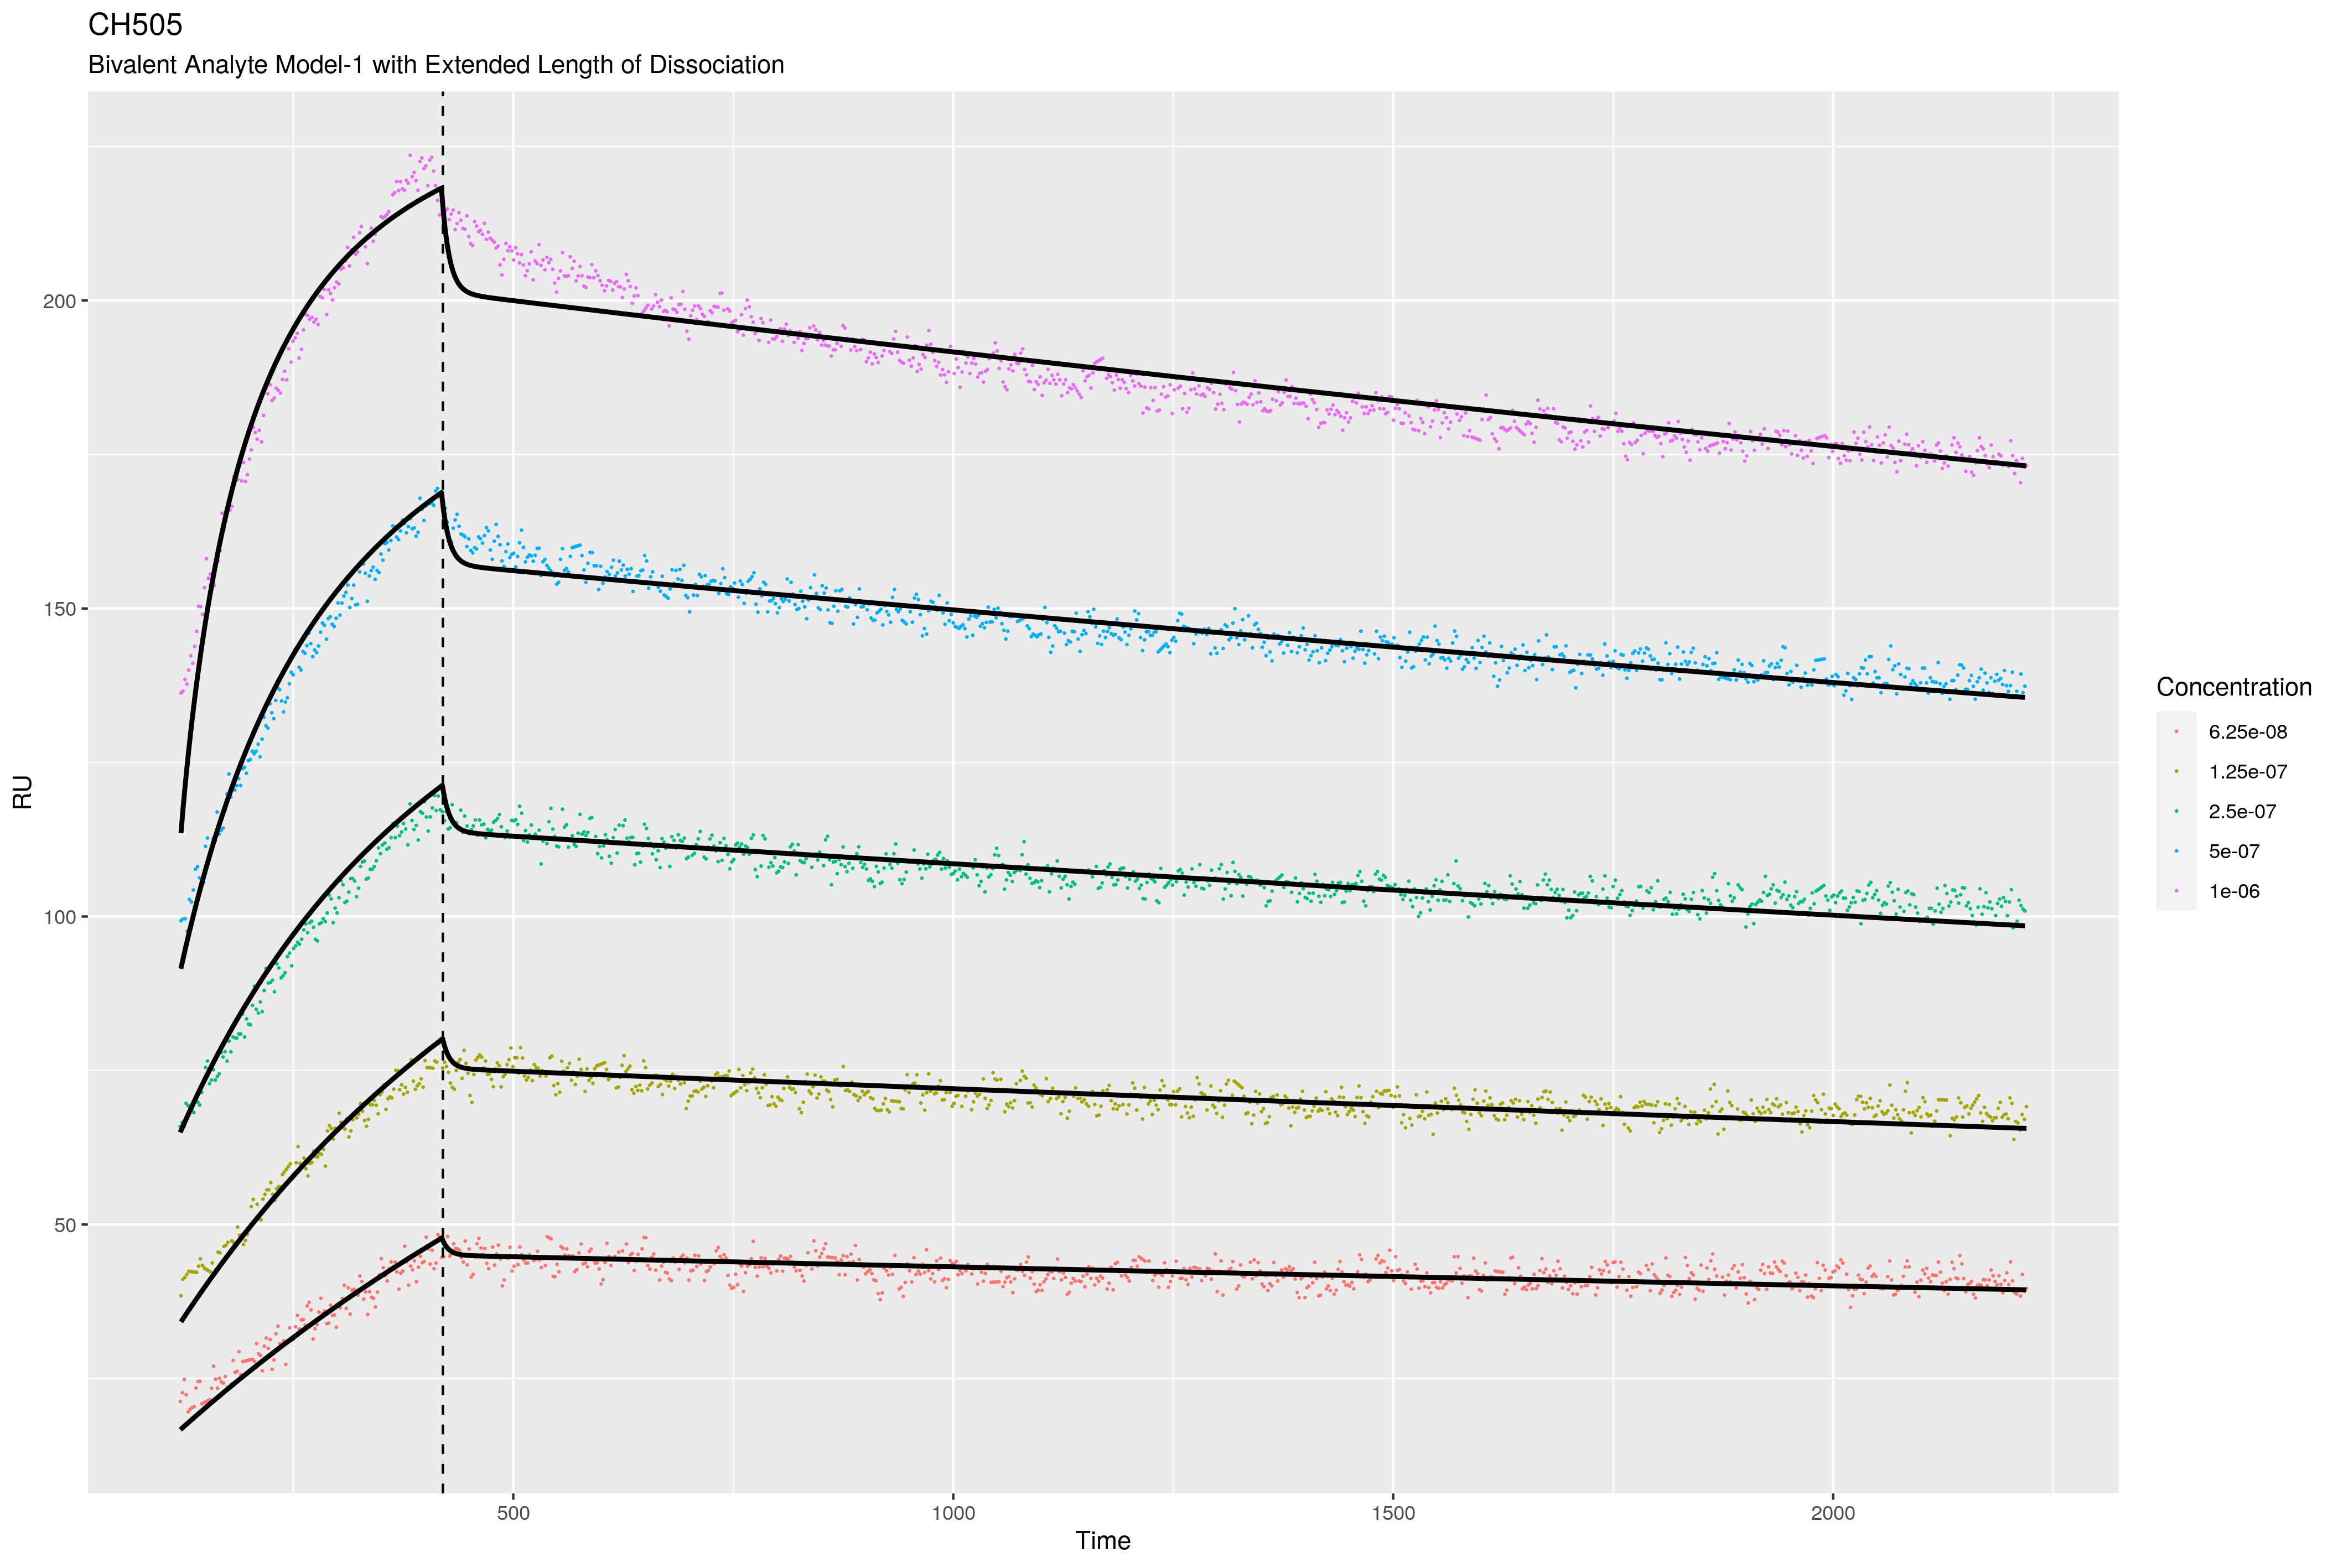 CH505
Bivalent Analyte Model-1 with Extended Length of Dissociation
RU
200
150
100
50
500
1000
1500
2000
Time
Concentration
6.25e-08
1.25e-07
2.5e-07
5e-07
1e-06